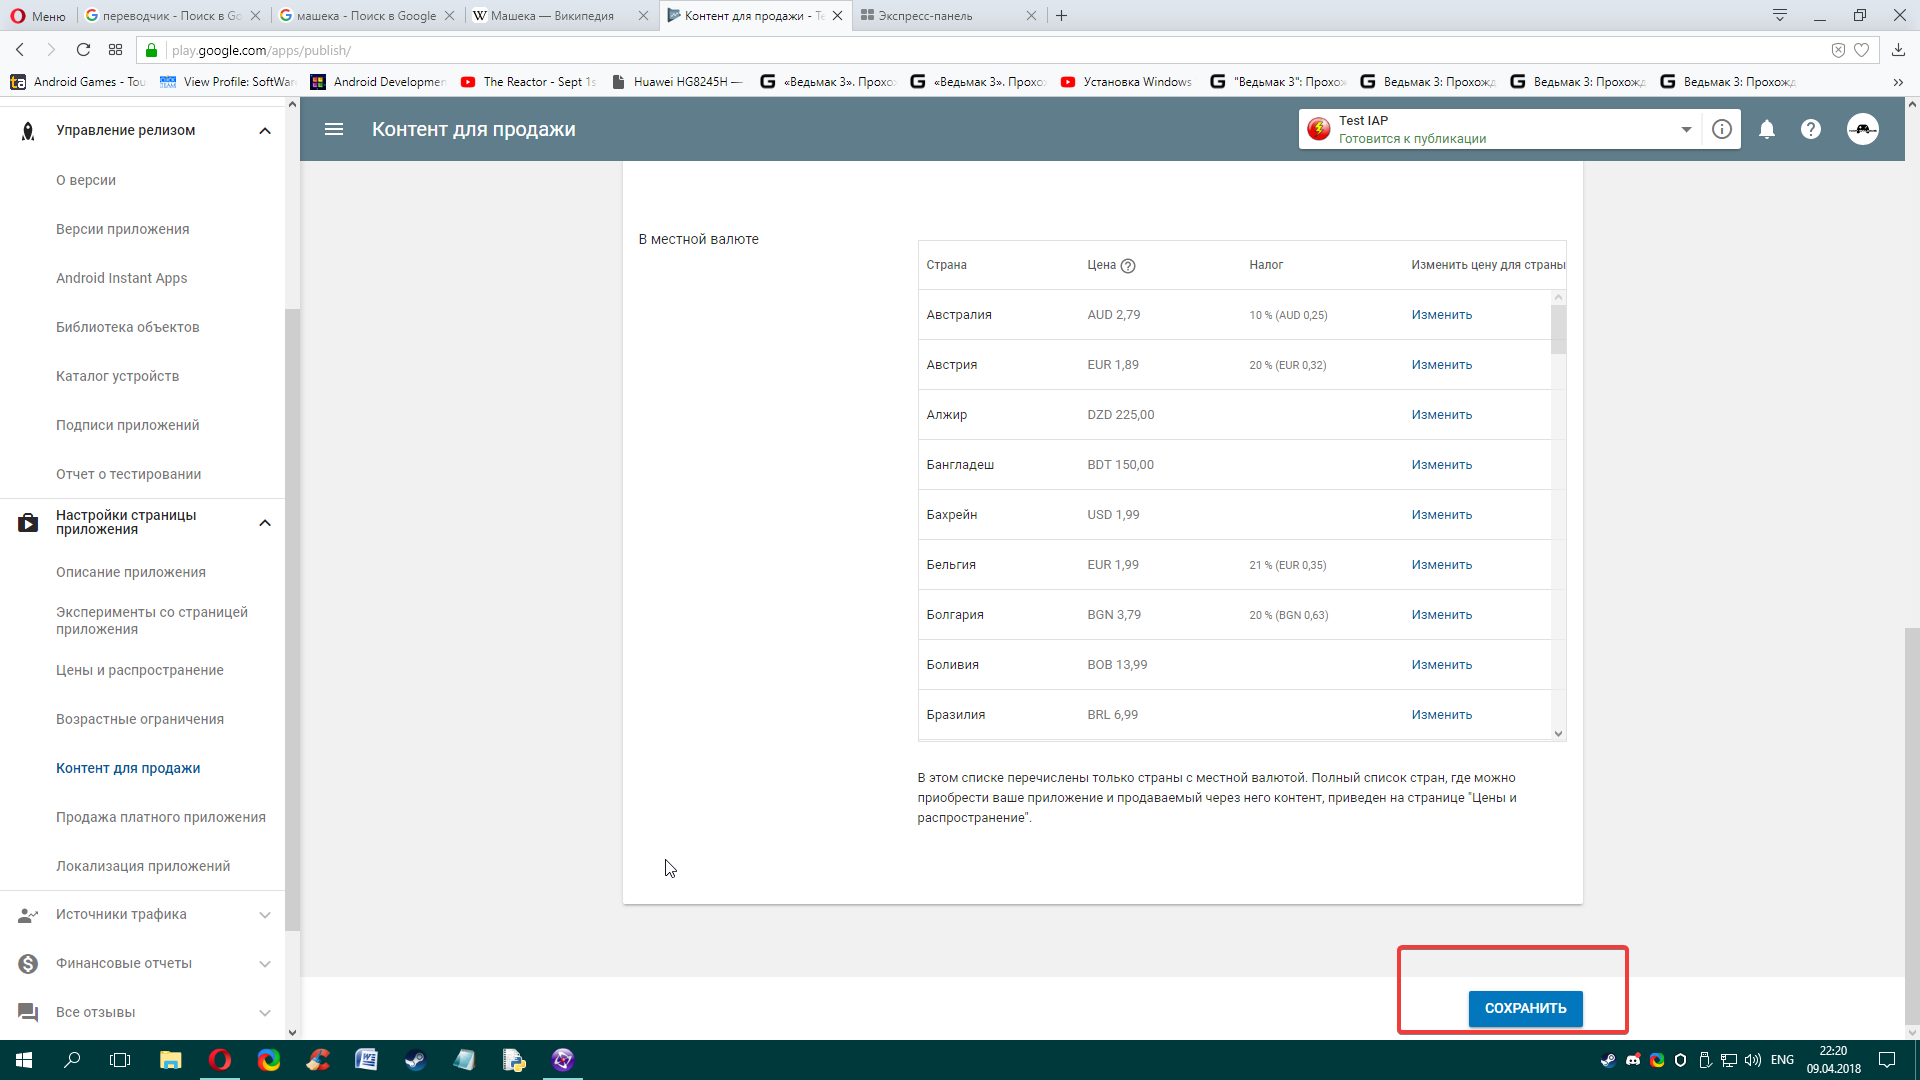 Меню
переводчик - Поиск в Go
машека - Поиск в Google
Машека — Википедия
Контент для продажи - Te
Экспресс-панель
play.google.com/apps/publish/
Android Games - Tou
View Profile: SoftWare
Android Developmen
The Reactor - Sept 1s
Huawei HG8245H —
«Ведьмак 3». Прохо
«Ведьмак 3». Прохо
Установка Windows
"Ведьмак 3": Прохо
Ведьмак 3: Прохожд
Ведьмак 3: Прохожд
Ведьмак 3: Прохожд
Управление релизом
О версии
Версии приложения
Android Instant Apps
Библиотека объектов
Каталог устройств
Подписи приложений
Отчет о тестировании
Настройки страницы
приложения
Описание приложения
Эксперименты со страницей
приложения
Цены и распространение
Возрастные ограничения
Контент для продажи
Продажа платного приложения
Локализация приложений
Источники трафика
Финансовые отчеты
Все отзывы
Контент для продажи
Test IAP
Готовится к публикации
В местной валюте
Страна Цена Налог Изменить цену для страны
Австралия AUD 2,79 10 % (AUD 0,25) Изменить
Австрия EUR 1,89 20 % (EUR 0,32) Изменить
Алжир DZD 225,00 Изменить
Бангладеш BDT 150,00 Изменить
Бахрейн USD 1,99 Изменить
Бельгия EUR 1,99 21 % (EUR 0,35) Изменить
Болгария BGN 3,79 20 % (BGN 0,63) Изменить
Боливия BOB 13,99 Изменить
Бразилия BRL 6,99 Изменить
В этом списке перечислены только страны с местной валютой. Полный список стран, где можно
приобрести ваше приложение и продаваемый через него контент, приведен на странице "Цены и
распространение".
СОХРАНИТЬ
ENG
22:20
09.04.2018